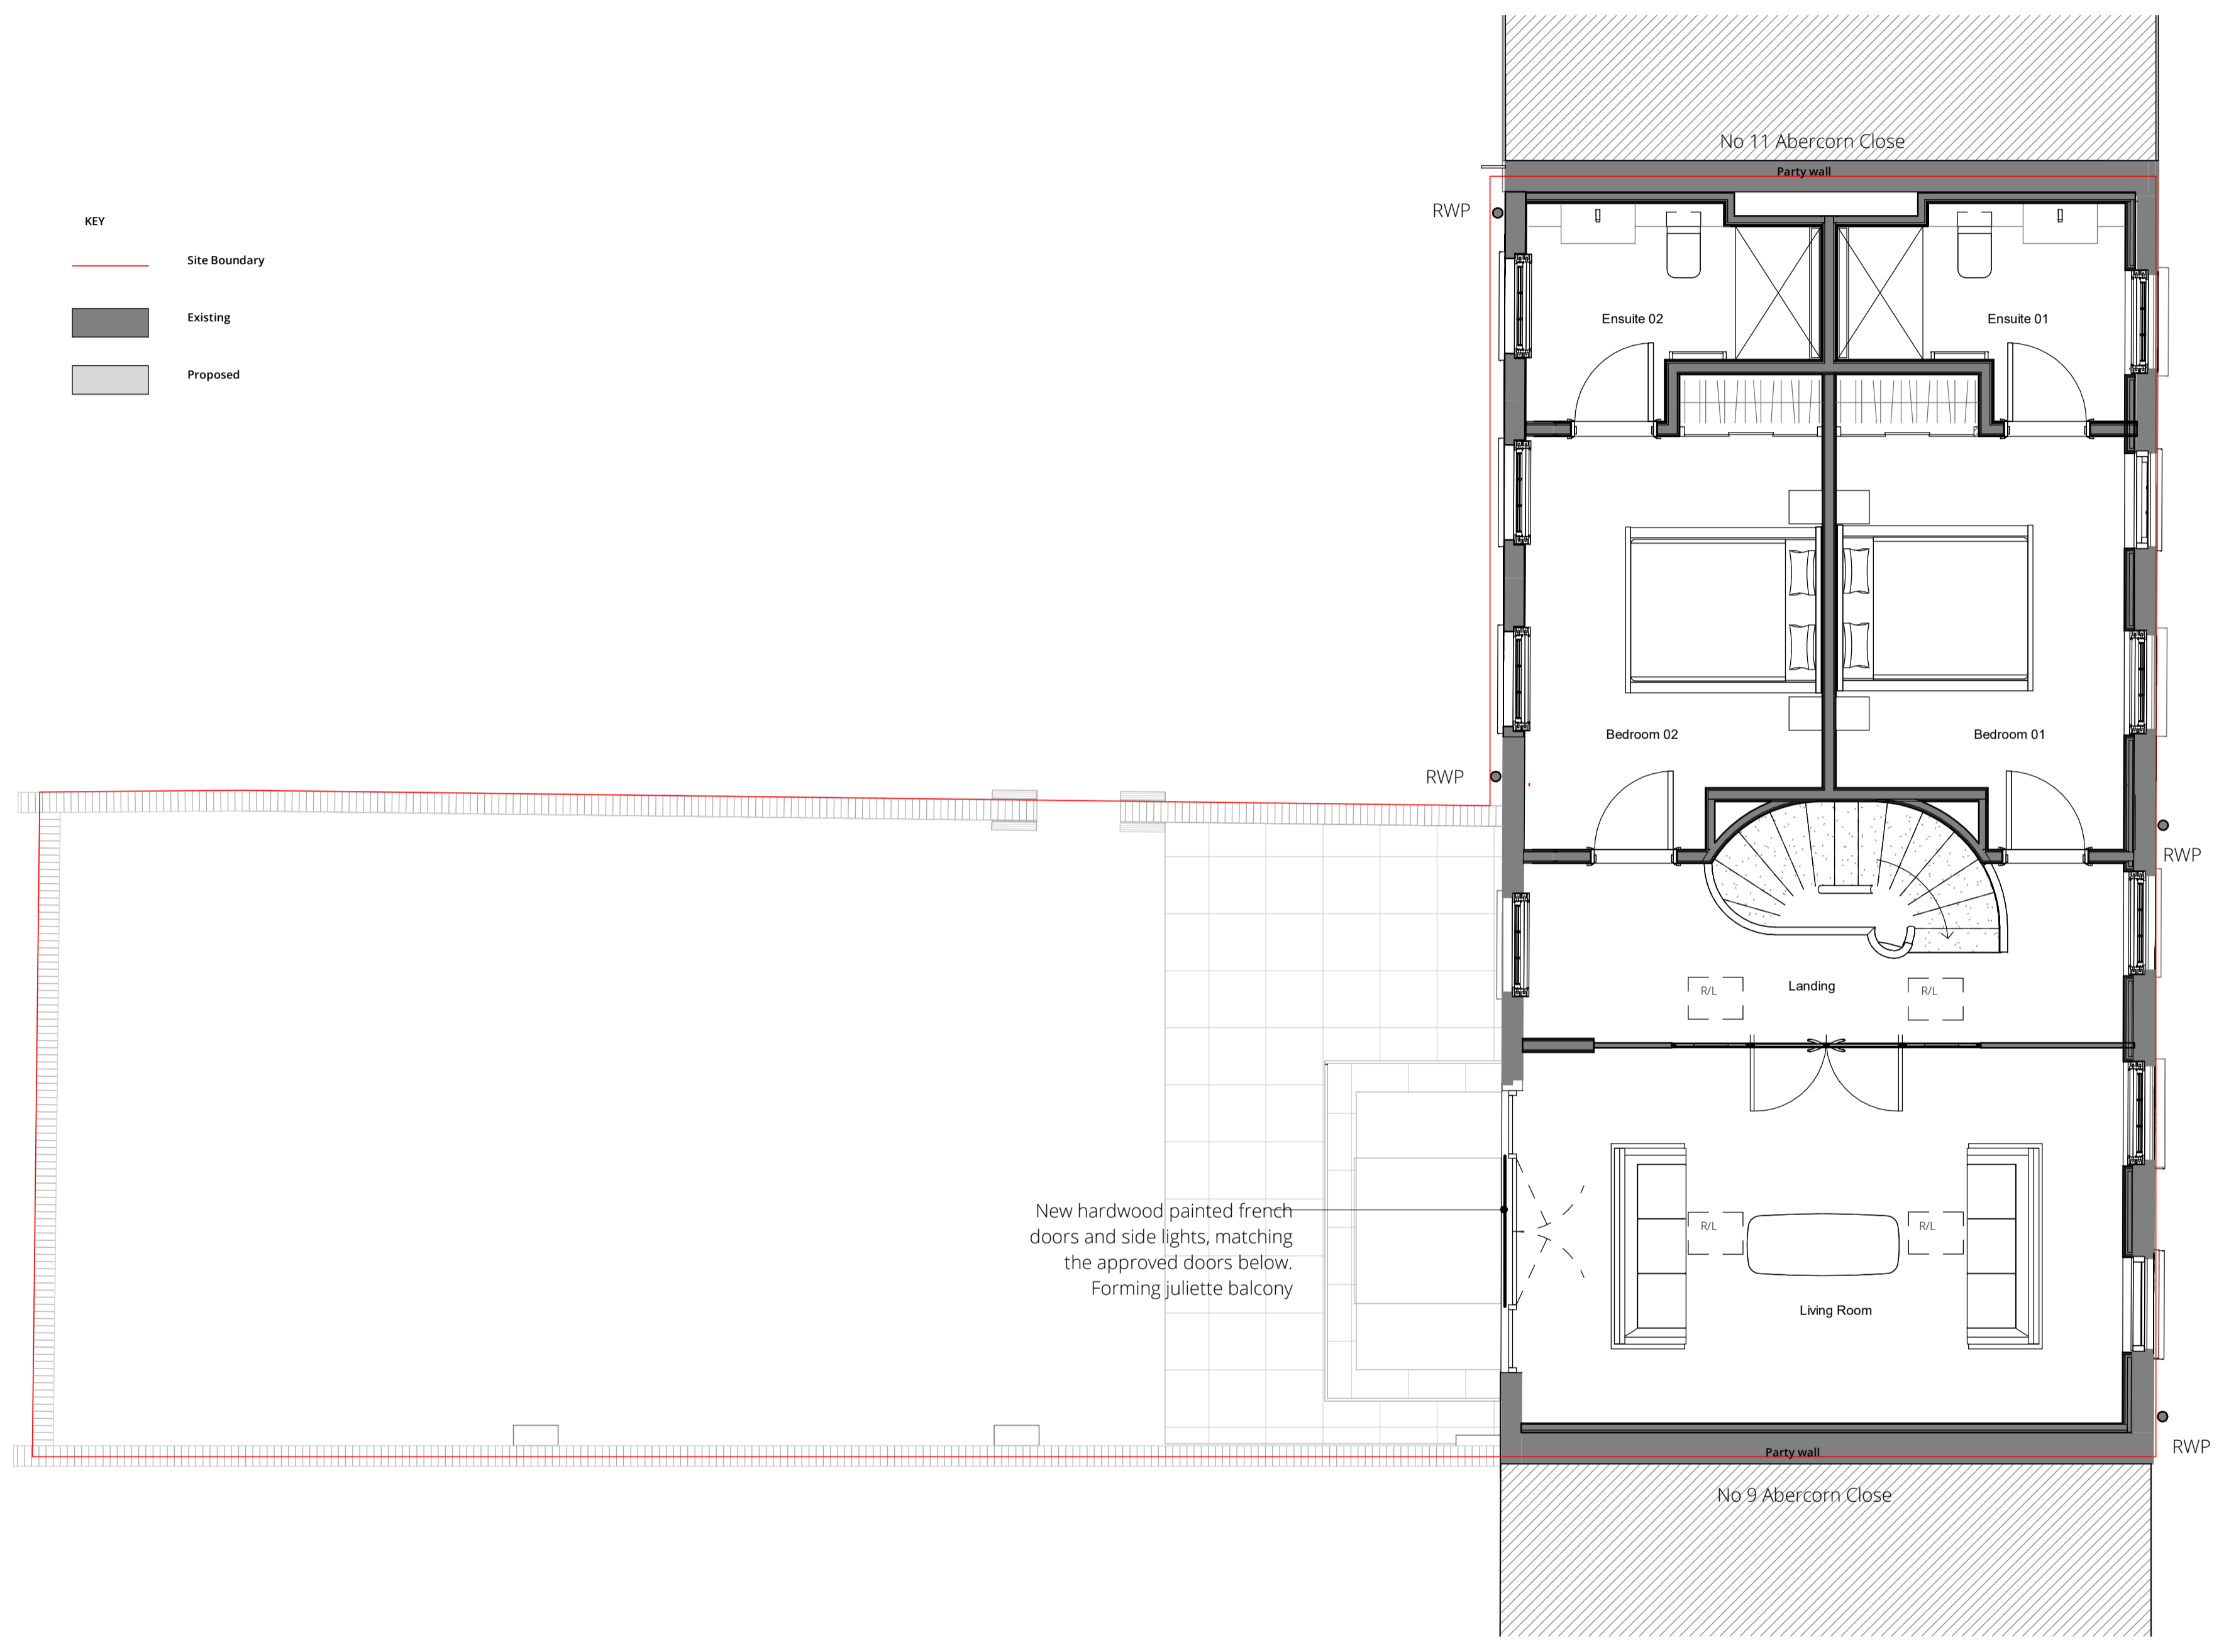 No 11 Abercorn Close
Party wall
RWP
KEY
Site Boundary
Existing
Proposed
Ensuite 02
Ensuite 01
Bedroom 02
Bedroom 01
RWP
RWP
R/L
Landing
R/L
New hardwood painted french
doors and side lights, matching
the approved doors below.
Forming juliette balcony
R/L
R/L
Living Room
RWP
Party wall
No 9 Abercorn Close